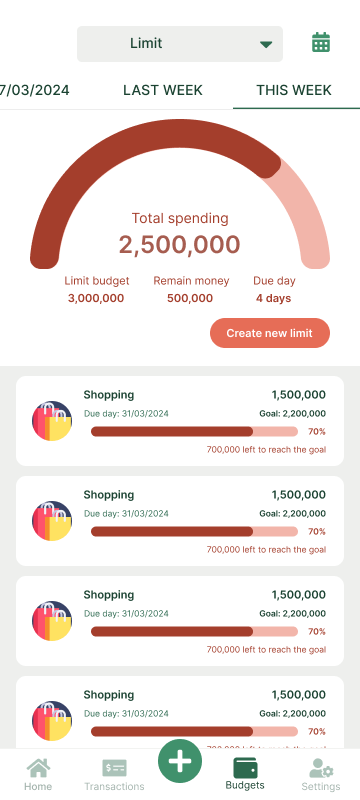 Limit
7/03/2024 LAST WEEK THIS WEEK
Total spending
2,500,000
Limit budget Remain money Due day
3,000,000 500,000 4 days
Create new limit
Shopping 1,500,000
Due day: 31/03/2024 Goal: 2,200,000
70%
700,000 left to reach the goal
Shopping 1,500,000
Due day: 31/03/2024 Goal: 2,200,000
70%
700,000 left to reach the goal
Shopping 1,500,000
Due day: 31/03/2024 Goal: 2,200,000
70%
700,000 left to reach the goal
Shopping 1,500,000
Due day: 31/03/2024 Goal: 2,200,000
70%
Home Transactions Budgets Settings